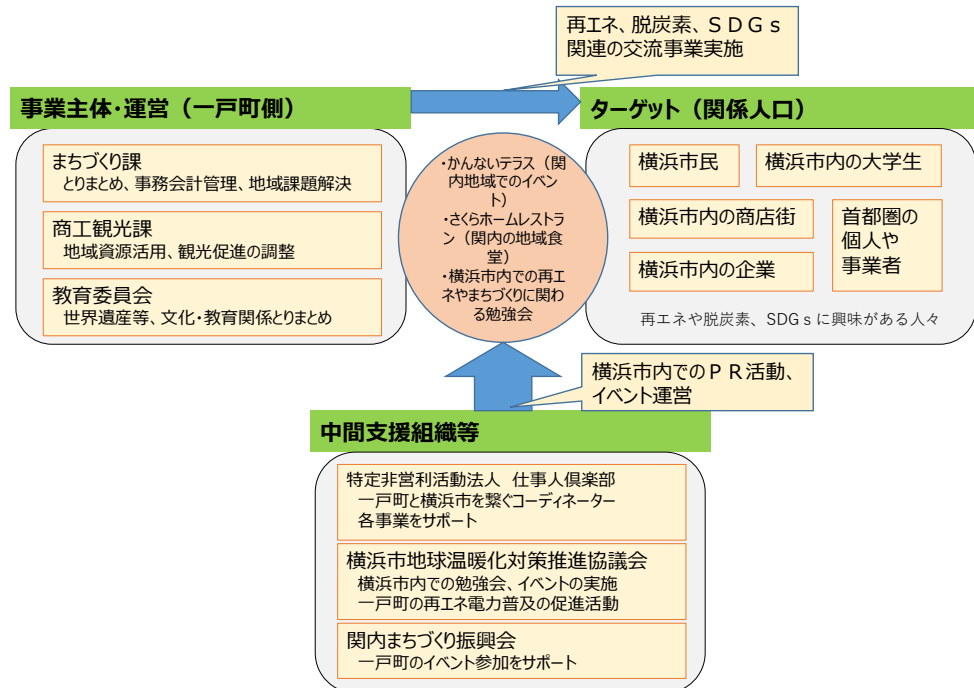 再エネ、脱炭素、ＳＤＧｓ
関連の交流事業実施
事業主体・運営（一戸町側）
まちづくり課
とりまとめ、事務会計管理、地域課題解決
商工観光課
地域資源活用、観光促進の調整
教育委員会
世界遺産等、文化・教育関係とりまとめ
・かんないテラス（関
内地域でのイベン
ト）
・さくらホームレストラ
ン（関内の地域食
堂）
・横浜市内での再エ
ネやまちづくりに関わ
る勉強会
ターゲット（関係人口）
横浜市民
横浜市内の大学生
横浜市内の商店街
首都圏の
個人や
事業者
横浜市内の企業
再エネや脱炭素、SDGｓに興味がある人々
横浜市内でのＰＲ活動、
イベント運営
中間支援組織等
特定非営利活動法人　仕事人倶楽部
一戸町と横浜市を繋ぐコーディネーター
各事業をサポート
横浜市地球温暖化対策推進協議会
横浜市内での勉強会、イベントの実施
一戸町の再エネ電力普及の促進活動
関内まちづくり振興会
一戸町のイベント参加をサポート